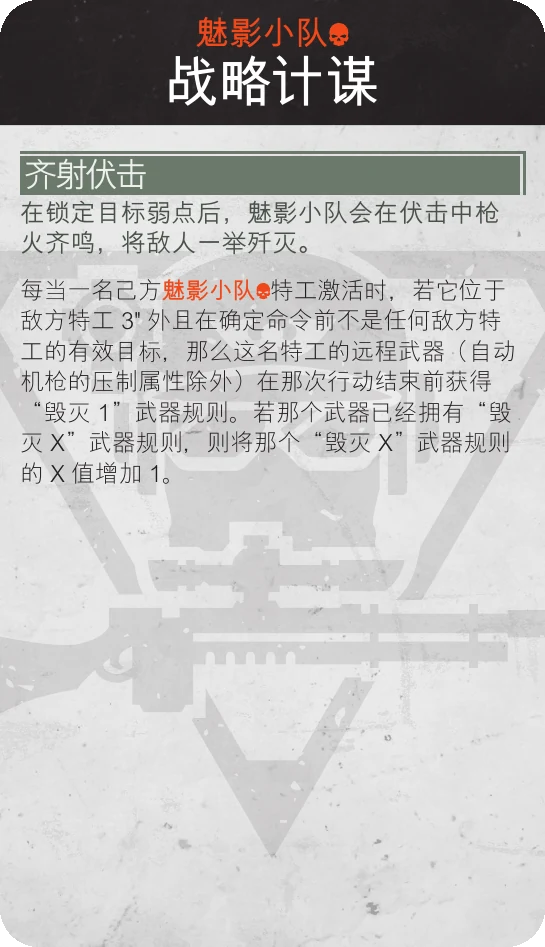 魅影小队
战略计谋
齐射伏击
在锁定目标弱点后，魅影小队会在伏击中枪
火齐鸣，将敌人一举歼灭。
每当一名己方魅影小队特工激活时，若它位于
敌方特工 3" 外且在确定命令前不是任何敌方特
工的有效目标，那么这名特工的远程武器（自动
机枪的压制属性除外）在那次行动结束前获得
“毁灭 1”武器规则。若那个武器已经拥有“毁
灭 X”武器规则，则将那个“毁灭 X”武器规则
的 X 值增加 1。